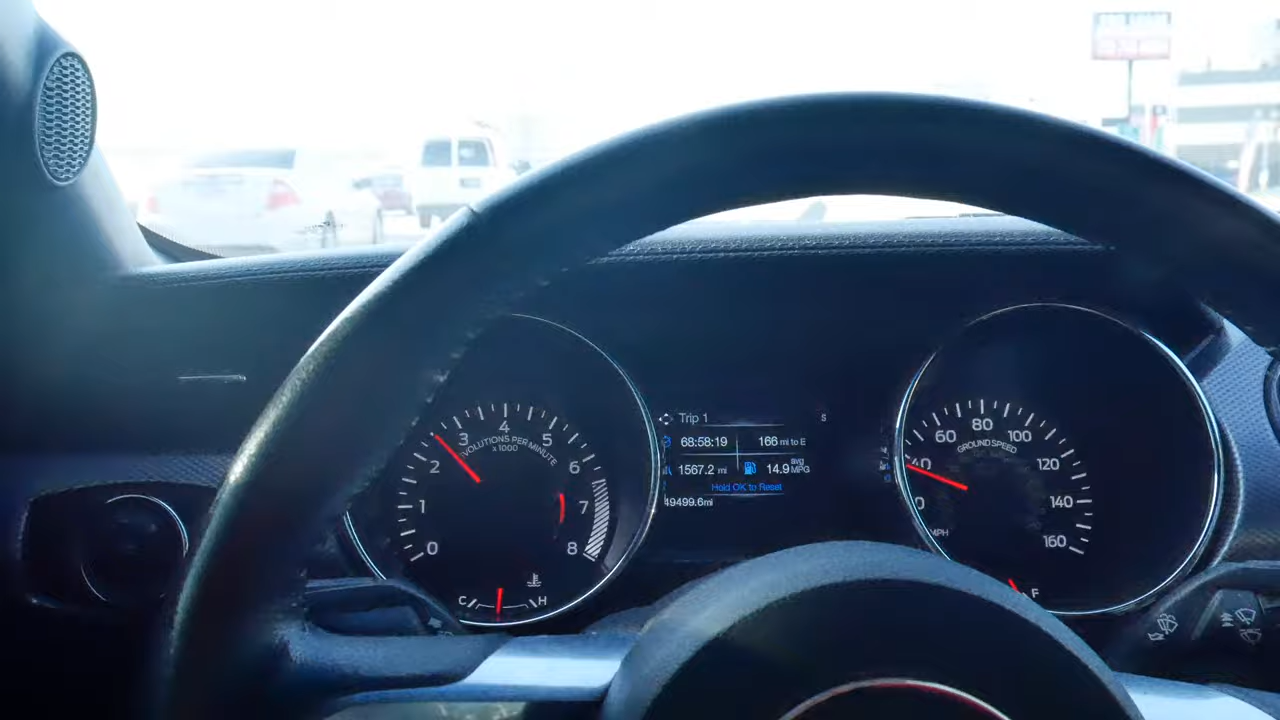 Trip 1
S
68:58:19
166 mi to E
1567.2 mi
14.9 avg MPG
Hold OK to Reset
49499.6mi
0
1
2
3
4
5
6
7
8
VOLUTIONS PER MINUTE
x1000
C
H
0
40
60
80
100
120
140
160
GROUND SPEED
MPH
F